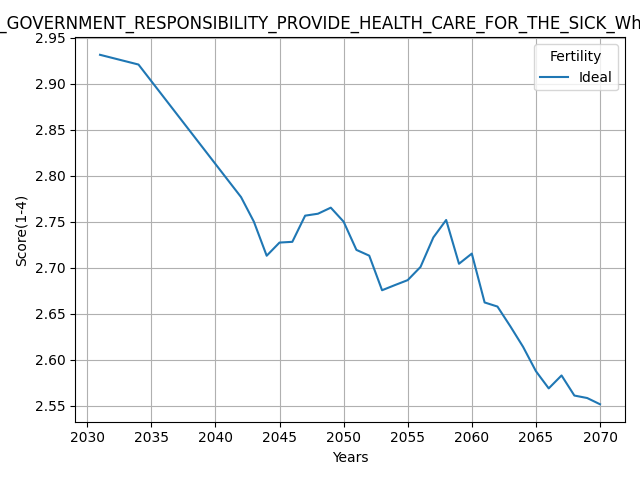 _GOVERNMENT_RESPONSIBILITY_PROVIDE_HEALTH_CARE_FOR_THE_SICK_Wh
Fertility
Ideal
Score(1-4)
2.95
2.90
2.85
2.80
2.75
2.70
2.65
2.60
2.55
2030 2035 2040 2045 2050 2055 2060 2065 2070
Years